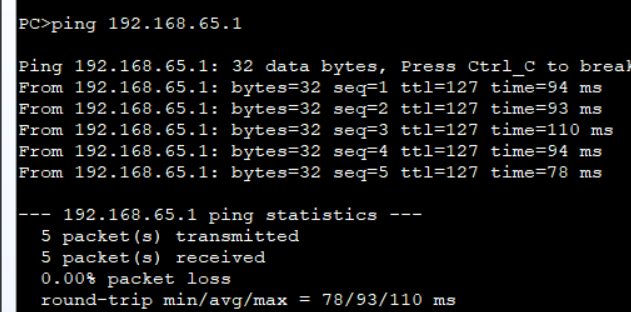 PC>ping 192.168.65.1
Ping 192.168.65.1: 32 data bytes, Press Ctrl_C to break
From 192.168.65.1: bytes=32 seq=1 ttl=127 time=94 ms
From 192.168.65.1: bytes=32 seq=2 ttl=127 time=93 ms
From 192.168.65.1: bytes=32 seq=3 ttl=127 time=110 ms
From 192.168.65.1: bytes=32 seq=4 ttl=127 time=94 ms
From 192.168.65.1: bytes=32 seq=5 ttl=127 time=78 ms
--- 192.168.65.1 ping statistics ---
5 packet(s) transmitted
5 packet(s) received
0.00% packet loss
round-trip min/avg/max = 78/93/110 ms